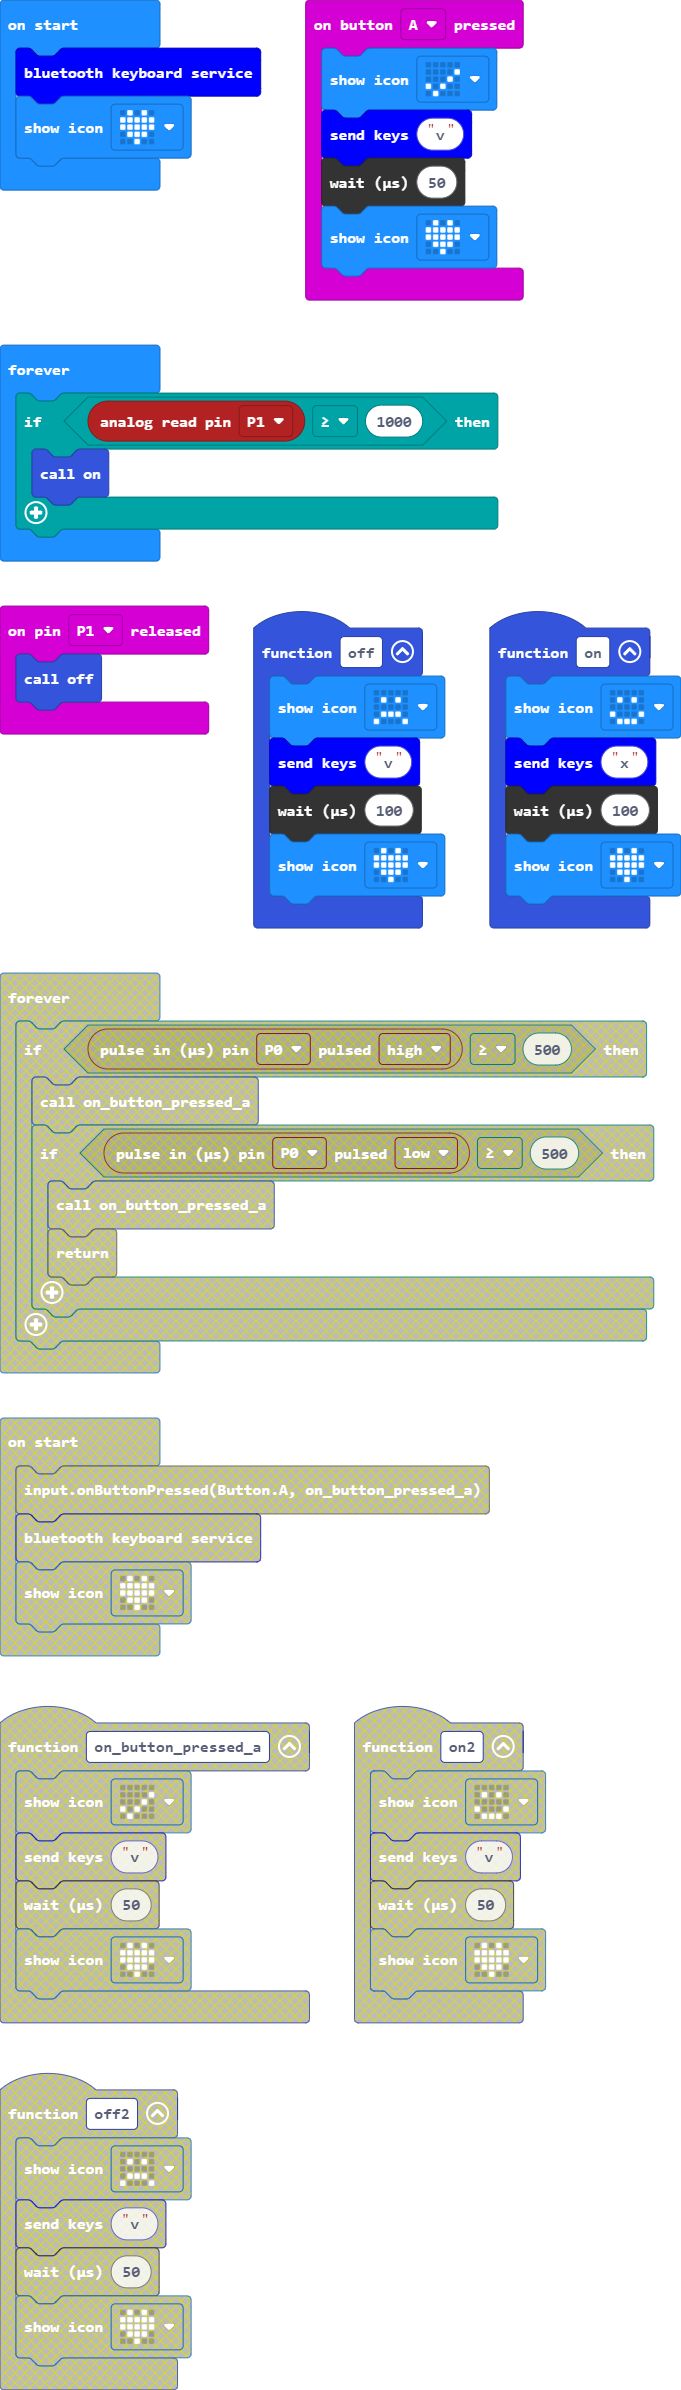 on start
bluetooth keyboard service
show icon
on button A pressed
show icon
send keys "v"
wait (µs) 50
show icon
forever
if analog read pin P1 ≥ 1000 then
call on
on pin P1 released
call off
function off
show icon
send keys "v"
wait (µs) 100
show icon
function on
show icon
send keys "x"
wait (µs) 100
show icon
forever
if pulse in (µs) pin P0 pulsed high ≥ 500 then
call on_button_pressed_a
if pulse in (µs) pin P0 pulsed low ≥ 500 then
call on_button_pressed_a
return
on start
input.onButtonPressed(Button.A, on_button_pressed_a)
bluetooth keyboard service
show icon
function on_button_pressed_a
show icon
send keys "v"
wait (µs) 50
show icon
function on2
show icon
send keys "v"
wait (µs) 50
show icon
function off2
show icon
send keys "v"
wait (µs) 50
show icon